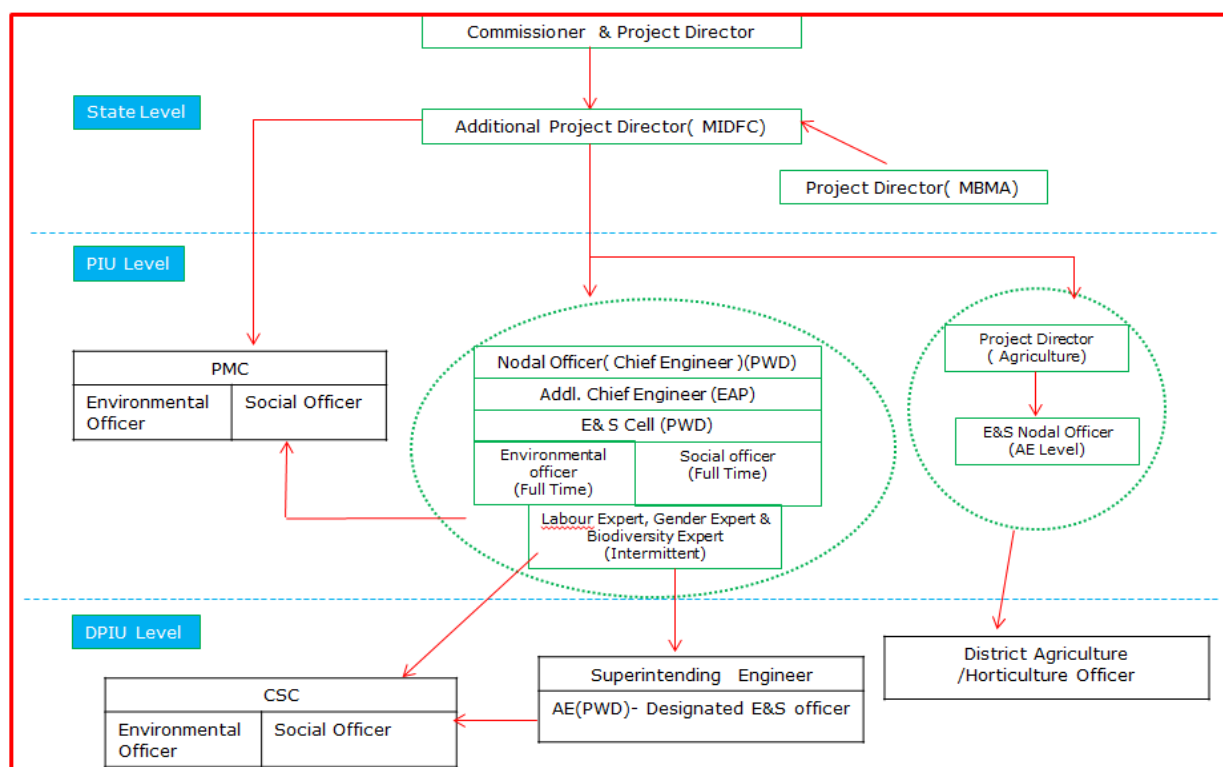 Commissioner & Project Director
State Level
Additional Project Director( MIDFC)
Project Director( MBMA)
PIU Level
PMC
Environmental
Officer
Social Officer
Nodal Officer( Chief Engineer )(PWD)
Addl. Chief Engineer (EAP)
E& S Cell (PWD)
Environmental
officer
(Full Time)
Social officer
(Full Time)
Labour Expert, Gender Expert &
Biodiversity Expert
(Intermittent)
Project Director
( Agriculture)
E&S Nodal Officer
(AE Level)
DPIU Level
CSC
Environmental
Officer
Social Officer
Superintending Engineer
AE(PWD)- Designated E&S officer
District Agriculture
/Horticulture Officer